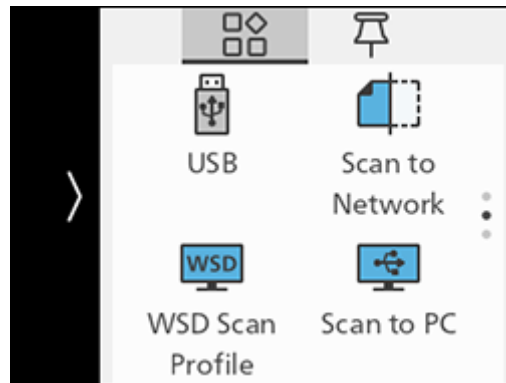 USB
Scan to
Network
WSD
WSD Scan
Profile
Scan to PC